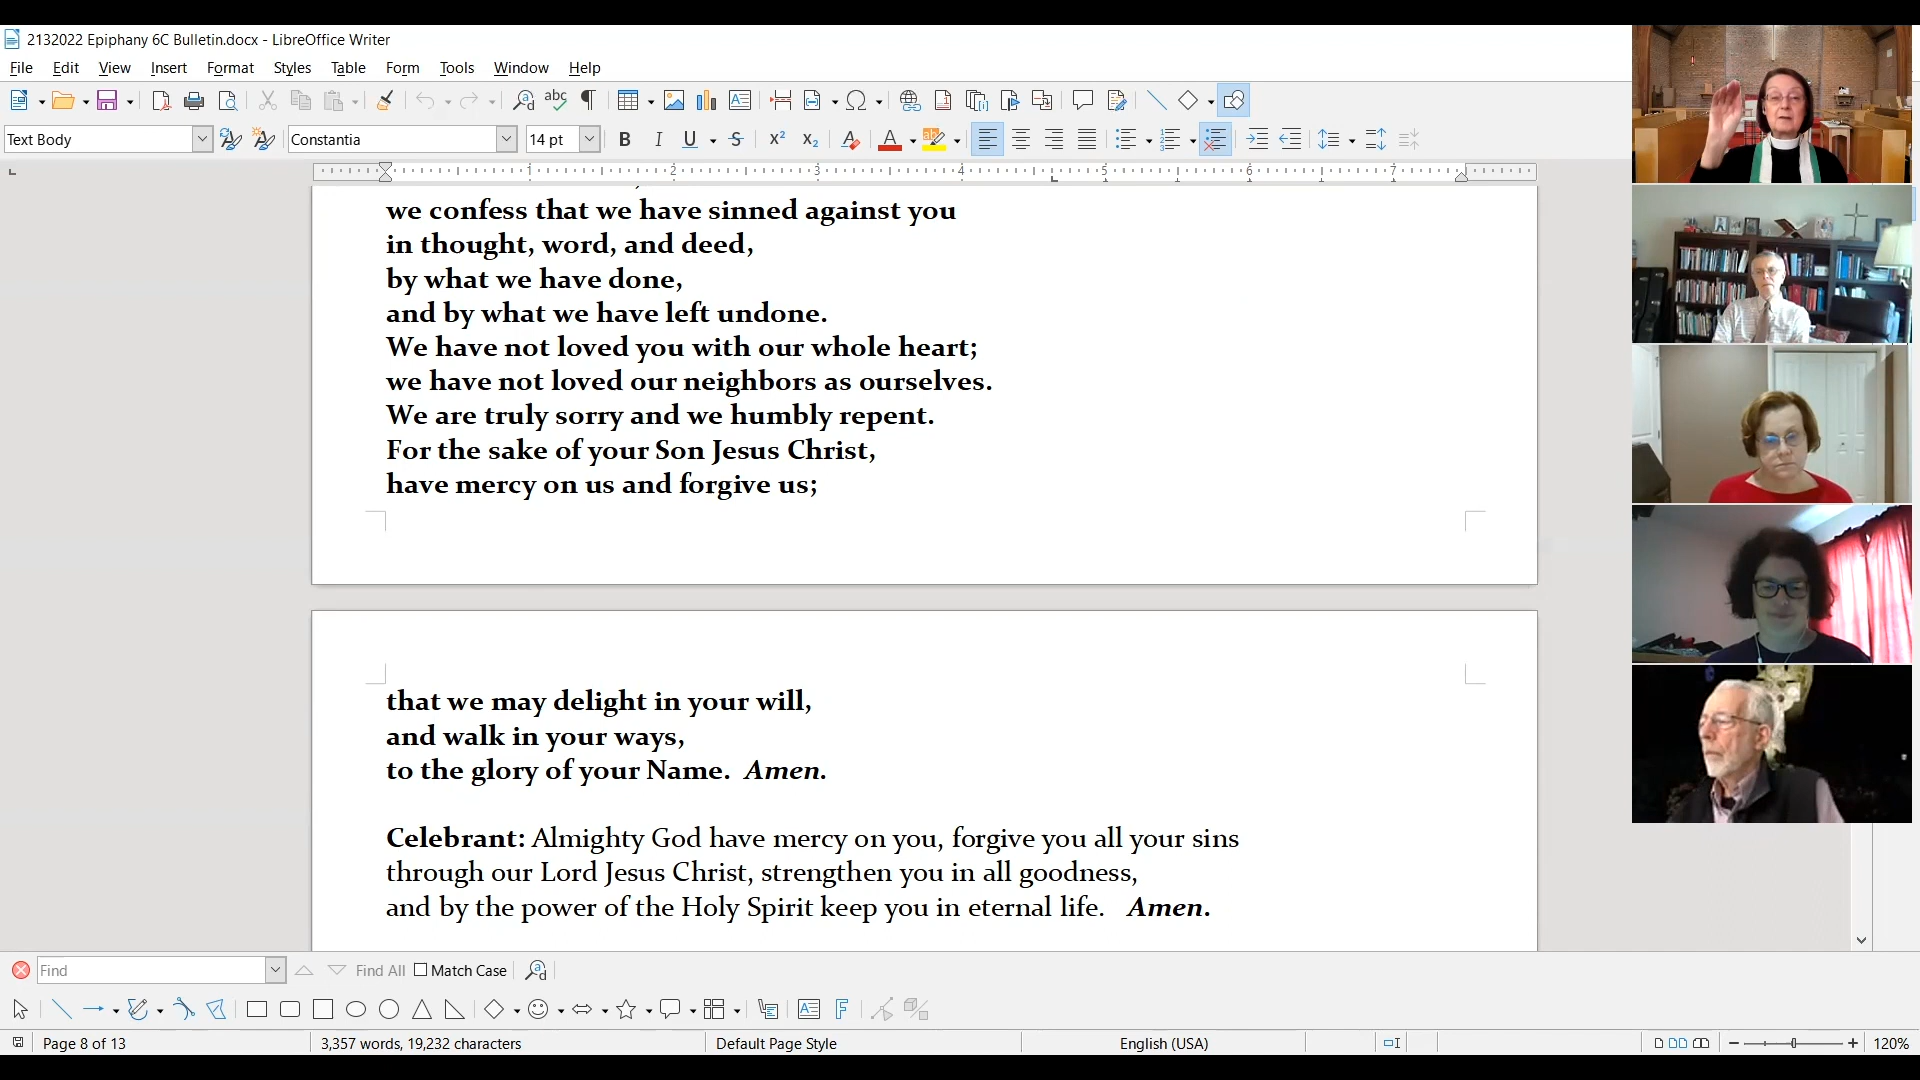 2132022 Epiphany 6C Bulletin.docx - LibreOffice Writer
File Edit View Insert Format Styles Table Form Tools Window Help
Text Body Constantia 14 pt
1 2 3 4 5 6 7
we confess that we have sinned against you
in thought, word, and deed,
by what we have done,
and by what we have left undone.
We have not loved you with our whole heart;
we have not loved our neighbors as ourselves.
We are truly sorry and we humbly repent.
For the sake of your Son Jesus Christ,
have mercy on us and forgive us;
that we may delight in your will,
and walk in your ways,
to the glory of your Name. Amen.
Celebrant: Almighty God have mercy on you, forgive you all your sins
through our Lord Jesus Christ, strengthen you in all goodness,
and by the power of the Holy Spirit keep you in eternal life. Amen.
Find Find All Match Case
Page 8 of 13 3,357 words, 19,232 characters Default Page Style English (USA) 120%